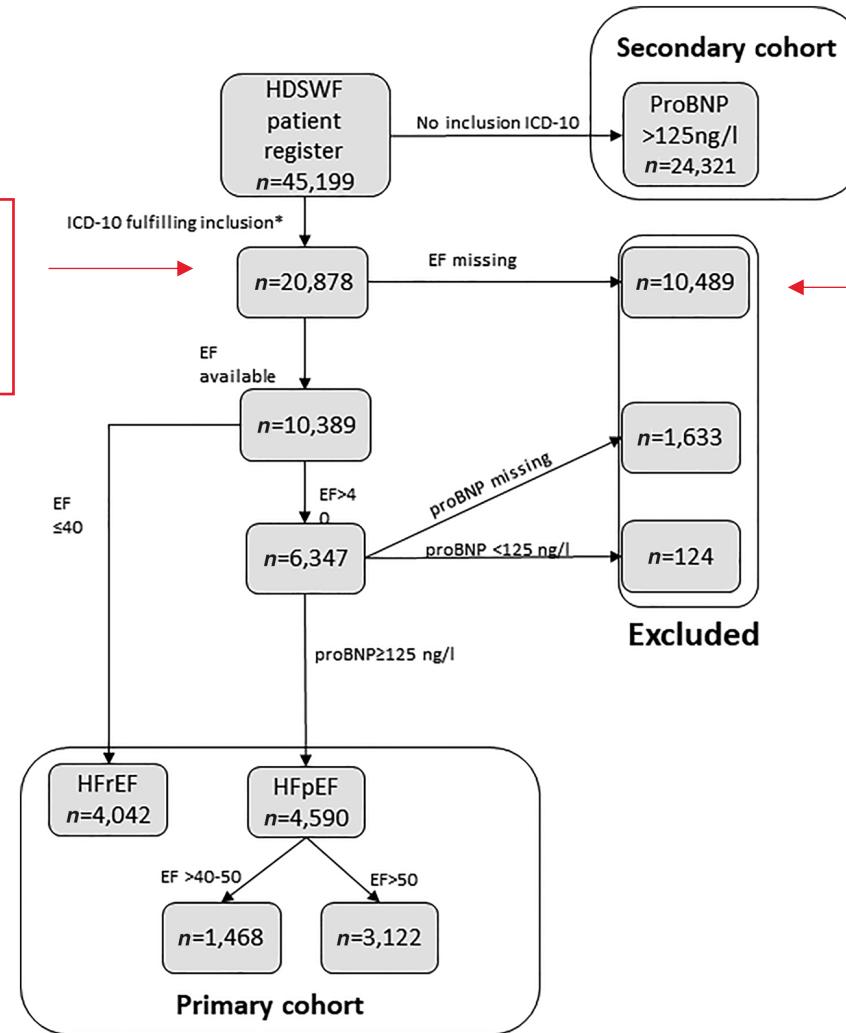 Secondary cohort
HDSWF
patient
register
n=45,199
No inclusion ICD-10
ProBNP
>125ng/l
n=24,321
ICD-10 fulfilling inclusion*
n=20,878
EF missing
n=10,489
EF
available
n=10,389
n=1,633
EF
≤40
EF>4
0
proBNP missing
n=6,347
proBNP <125 ng/l
n=124
Excluded
proBNP≥125 ng/l
HFrEF
n=4,042
HFpEF
n=4,590
EF >40-50
EF>50
n=1,468
n=3,122
Primary cohort